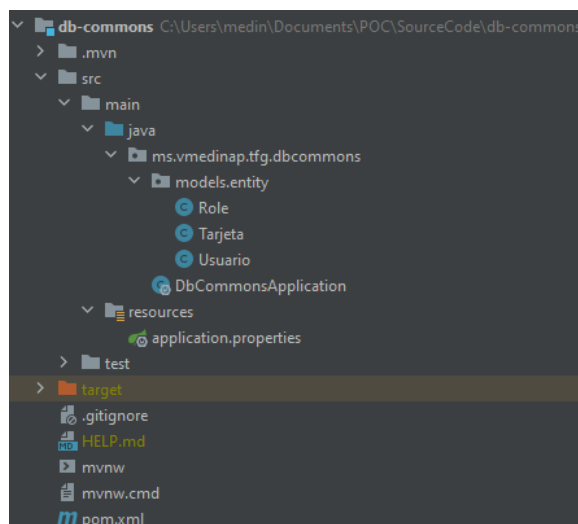 db-commons C:\Users\medin\Documents\POC\SourceCode\db-commons
.mvn
src
main
java
ms.vmedinap.tfg.dbcommons
models.entity
C Role
C Tarjeta
C Usuario
DbCommonsApplication
resources
application.properties
test
target
.gitignore
MD HELP.md
mvnw
mvnw.cmd
m pom.xml